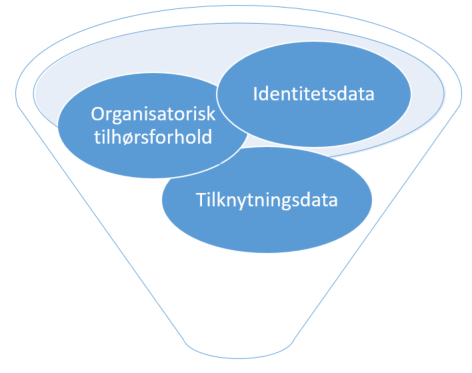 Identitetsdata
Organisatorisk
tilhørsforhold
Tilknytningsdata